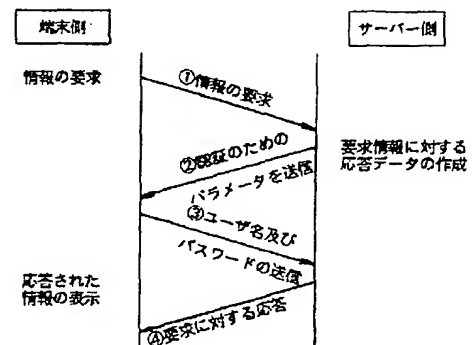 端末側
サーバー側
情報の要求
①情報の要求
②認証のための
パラメータを送信
要求情報に対する
応答データの作成
③ユーザ名及び
パスワードの送信
応答された
情報の表示
④要求に対する応答